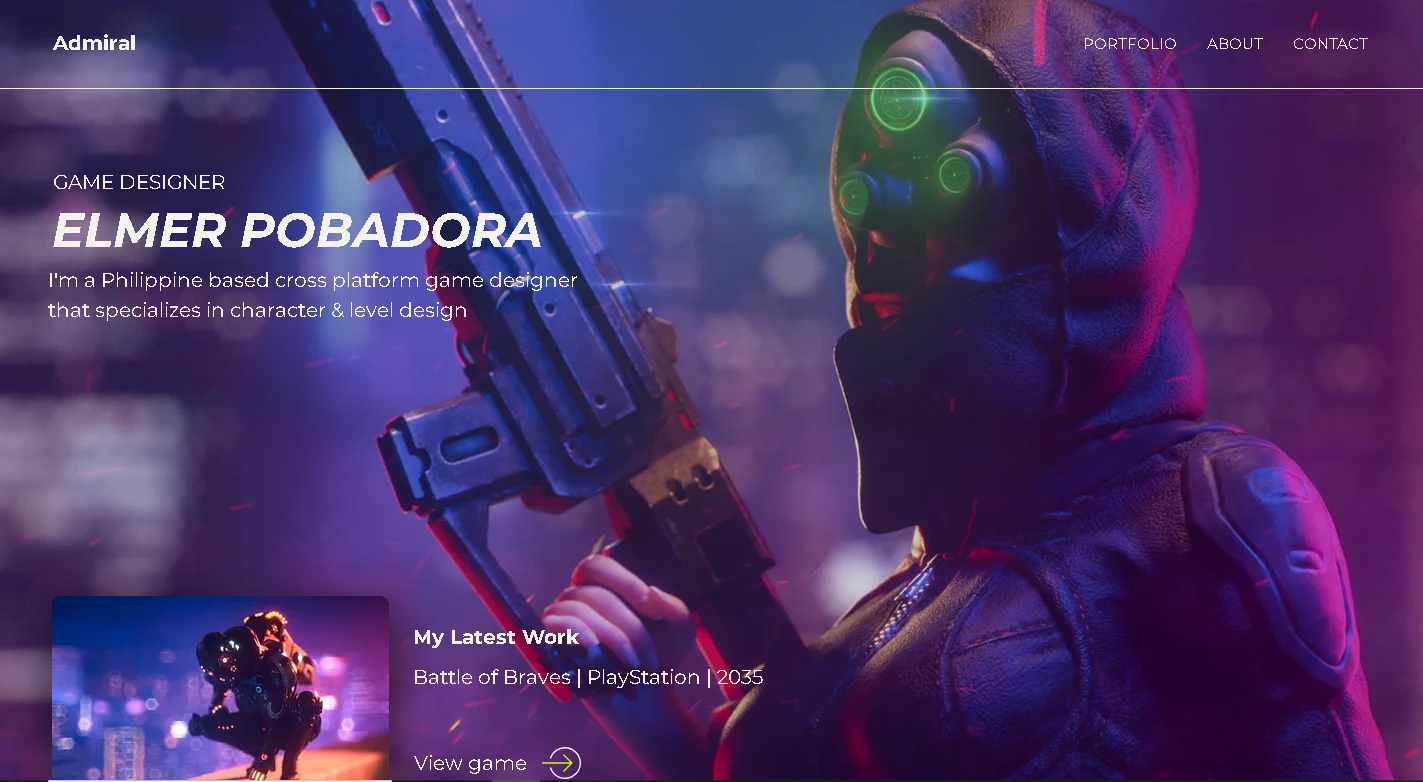 Admiral
PORTFOLIO ABOUT CONTACT
GAME DESIGNER
ELMER POBADORA
I'm a Philippine based cross platform game designer
that specializes in character & level design
My Latest Work
Battle of Braves | PlayStation | 2035
View game